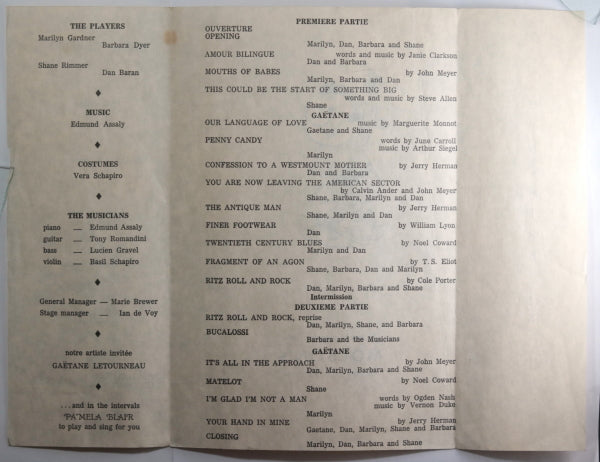 THE PLAYERS
Marilyn Gardner
Barbara Dyer
Shane Rimmer
Dan Baran
MUSIC
Edmund Assaly
COSTUMES
Vera Schapiro
THE MUSICIANS
piano — Edmund Assaly
guitar — Tony Romandini
bass — Lucien Gravel
violin — Basil Schapiro
General Manager — Marie Brewer
Stage manager — Ian de Voy
notre artiste invitée
GAËTANE LETOURNEAU
...and in the intervals
PAMELA BLAIR
to play and sing for you
PREMIERE PARTIE
OUVERTURE
OPENING
Marilyn, Dan, Barbara and Shane
AMOUR BILINGUE words and music by Janie Clarkson
Dan and Barbara
MOUTHS OF BABES by John Meyer
Marilyn, Barbara and Dan
THIS COULD BE THE START OF SOMETHING BIG
words and music by Steve Allen
Shane
GAËTANE
OUR LANGUAGE OF LOVE music by Marguerite Monnot
Gaetane and Shane
PENNY CANDY words by June Carroll
music by Arthur Siegel
Marilyn
CONFESSION TO A WESTMOUNT MOTHER by Jerry Herman
Dan and Barbara
YOU ARE NOW LEAVING THE AMERICAN SECTOR
by Calvin Ander and John Meyer
Shane, Barbara, Marilyn and Dan
THE ANTIQUE MAN by Jerry Herman
Shane, Marilyn and Dan
FINER FOOTWEAR by William Lyon
Dan
TWENTIETH CENTURY BLUES by Noel Coward
Marilyn and Dan
FRAGMENT OF AN AGON by T.S. Eliot
Shane, Barbara, Dan and Marilyn
RITZ ROLL AND ROCK by Cole Porter
Dan, Marilyn, Barbara and Shane
Intermission
DEUXIEME PARTIE
RITZ ROLL AND ROCK, reprise
Dan, Marilyn, Shane, and Barbara
BUCALOSSI
Barbara and the Musicians
GAËTANE
IT'S ALL IN THE APPROACH by John Meyer
Dan, Marilyn, Barbara and Shane
MATELOT by Noel Coward
Shane
I'M GLAD I'M NOT A MAN words by Ogden Nash
music by Vernon Duke
Marilyn
YOUR HAND IN MINE by Jerry Herman
Gaetane, Dan, Marilyn, Shane and Barbara
CLOSING
Marilyn, Dan, Barbara and Shane